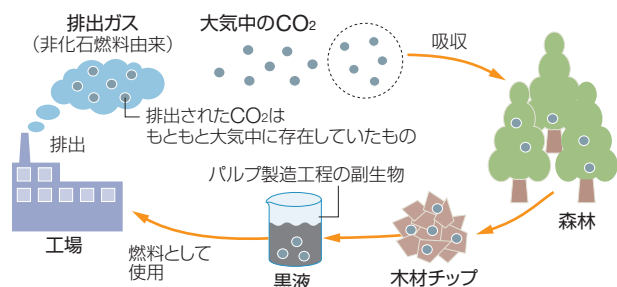 排出ガス
（非化石燃料由来）
大気中のCO₂
吸収
排出されたCO₂は
もともと大気中に存在していたもの
排出
パルプ製造工程の副生物
森林
工場
燃料として
使用
黒液
木材チップ